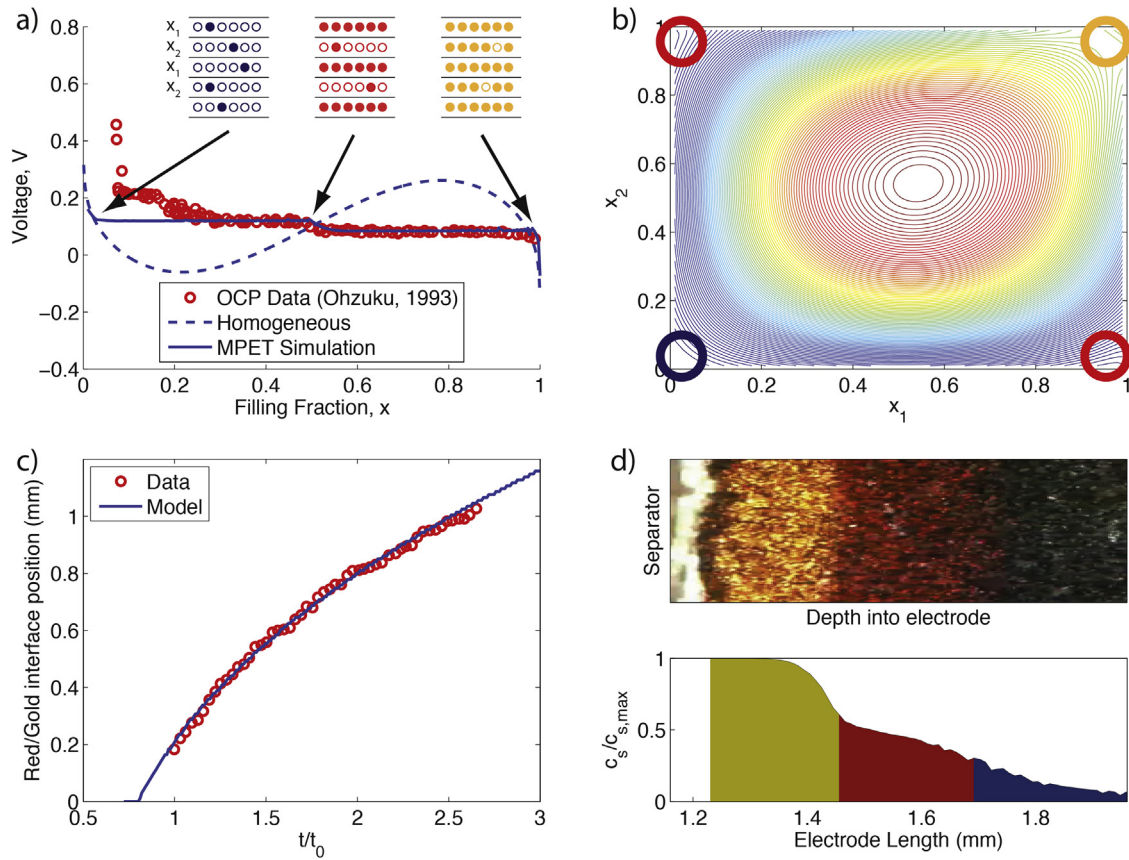 a)
x1
x2
x1
x2
0.8
0.6
0.4
0.2
0
−0.2
−0.4
Voltage, V
OCP Data (Ohzuku, 1993)
Homogeneous
MPET Simulation
0 0.2 0.4 0.6 0.8 1
Filling Fraction, x
b)
1
0.8
0.6
0.4
0.2
0
x2
0 0.2 0.4 0.6 0.8 1
x1
c)
Data
Model
1
0.8
0.6
0.4
0.2
0
Red/Gold interface position (mm)
0.5 1 1.5 2 2.5 3
t/t0
d)
Separator
Depth into electrode
1
0.5
0
cs/cs,max
1.2 1.4 1.6 1.8
Electrode Length (mm)